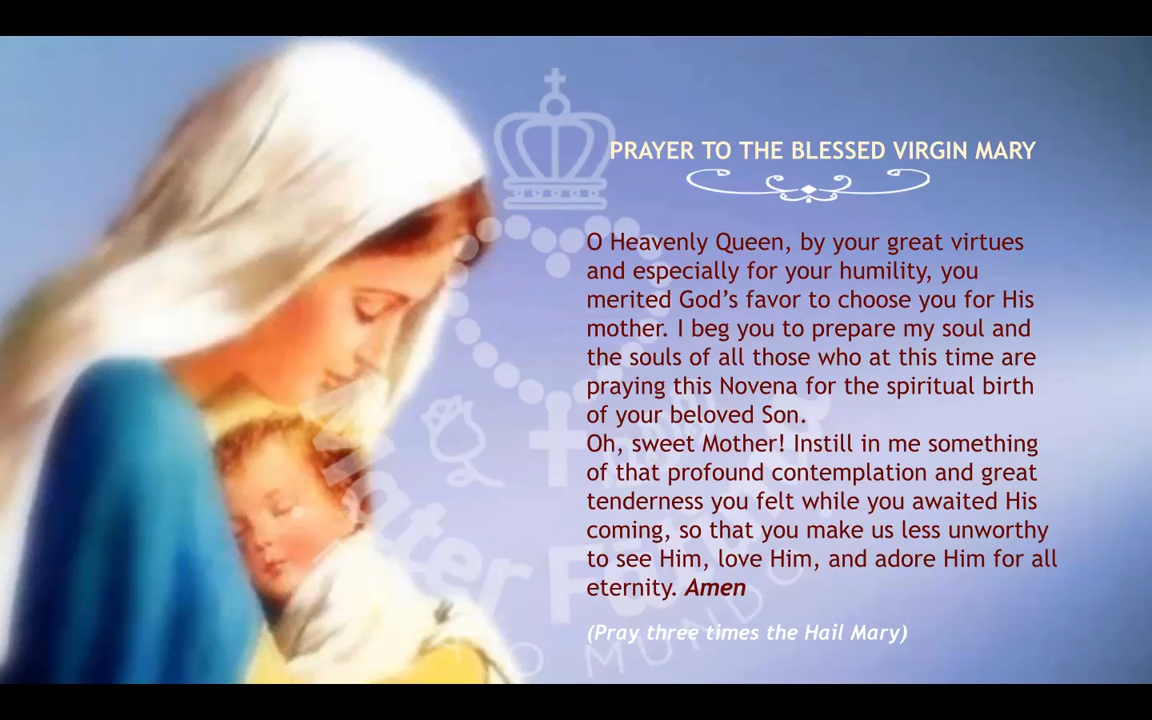 PRAYER TO THE BLESSED VIRGIN MARY
O Heavenly Queen, by your great virtues
and especially for your humility, you
merited God’s favor to choose you for His
mother. I beg you to prepare my soul and
the souls of all those who at this time are
praying this Novena for the spiritual birth
of your beloved Son.
Oh, sweet Mother! Instill in me something
of that profound contemplation and great
tenderness you felt while you awaited His
coming, so that you make us less unworthy
to see Him, love Him, and adore Him for all
eternity. Amen
(Pray three times the Hail Mary)
Mater